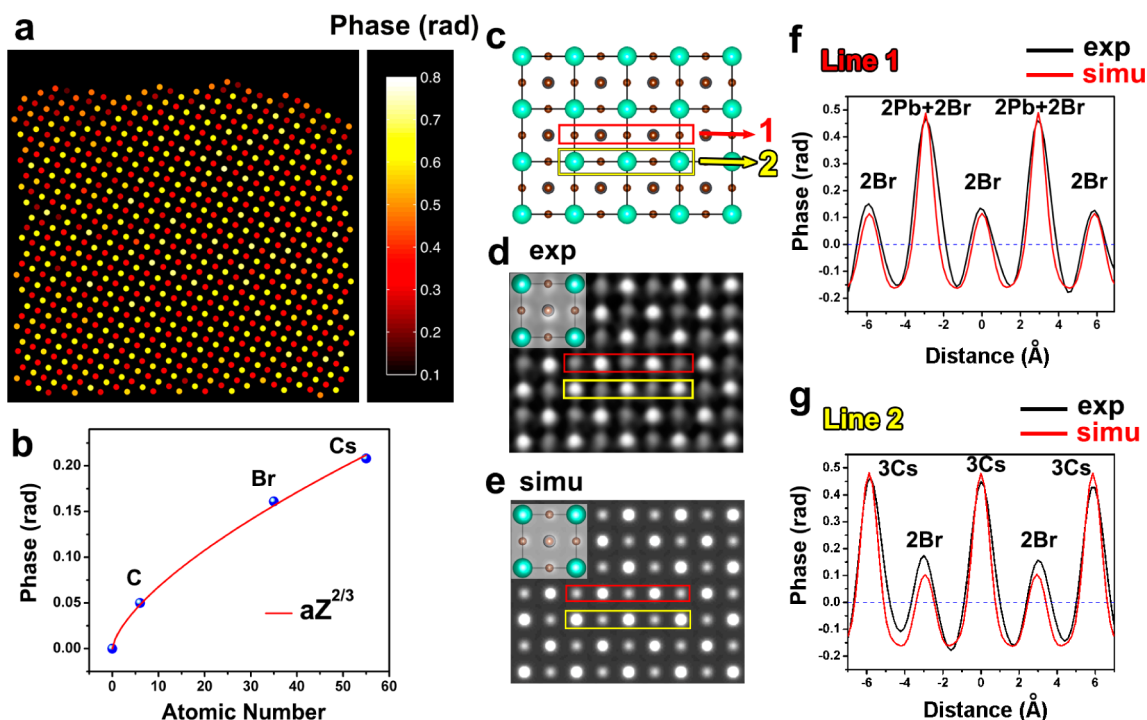 a
Phase (rad)
0.8
0.7
0.6
0.5
0.4
0.3
0.2
0.1
b
Phase (rad)
0.20
0.15
0.10
0.05
0.00
C
Br
Cs
aZ^2/3
0 10 20 30 40 50 60
Atomic Number
c
1
2
d exp
e simu
f
Line 1
exp
simu
Phase (rad)
0.5
0.4
0.3
0.2
0.1
0.0
-0.1
-0.2
2Pb+2Br 2Pb+2Br
2Br 2Br 2Br
-6 -4 -2 0 2 4 6
Distance (Å)
g
Line 2
exp
simu
Phase (rad)
0.5
0.4
0.3
0.2
0.1
0.0
-0.1
-0.2
3Cs 3Cs 3Cs
2Br 2Br
-6 -4 -2 0 2 4 6
Distance (Å)